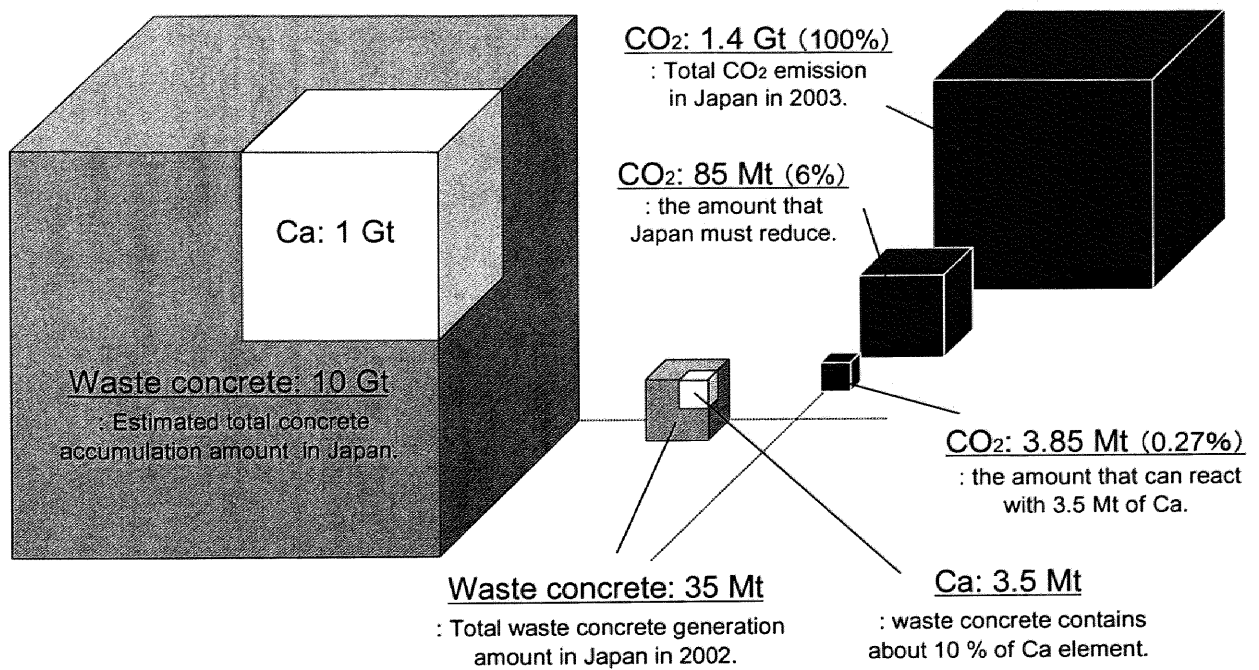 CO2: 1.4 Gt (100%)
: Total CO2 emission
in Japan in 2003.
CO2: 85 Mt (6%)
: the amount that
Japan must reduce.
Ca: 1 Gt
Waste concrete: 10 Gt
: Estimated total concrete
accumulation amount in Japan.
CO2: 3.85 Mt (0.27%)
: the amount that can react
with 3.5 Mt of Ca.
Waste concrete: 35 Mt
: Total waste concrete generation
amount in Japan in 2002.
Ca: 3.5 Mt
: waste concrete contains
about 10 % of Ca element.